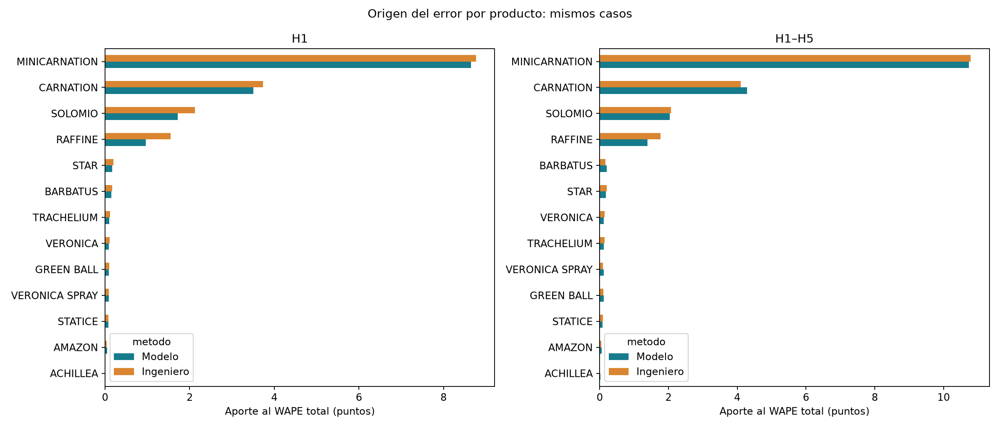 Origen del error por producto: mismos casos
H1
MINICARNATION
CARNATION
SOLOMIO
RAFFINE
STAR
BARBATUS
TRACHELIUM
VERONICA
GREEN BALL
VERONICA SPRAY
STATICE
AMAZON
ACHILLEA
metodo
Modelo
Ingeniero
0 2 4 6 8
Aporte al WAPE total (puntos)
H1–H5
MINICARNATION
CARNATION
SOLOMIO
RAFFINE
BARBATUS
STAR
VERONICA
TRACHELIUM
VERONICA SPRAY
GREEN BALL
STATICE
AMAZON
ACHILLEA
metodo
Modelo
Ingeniero
0 2 4 6 8 10
Aporte al WAPE total (puntos)